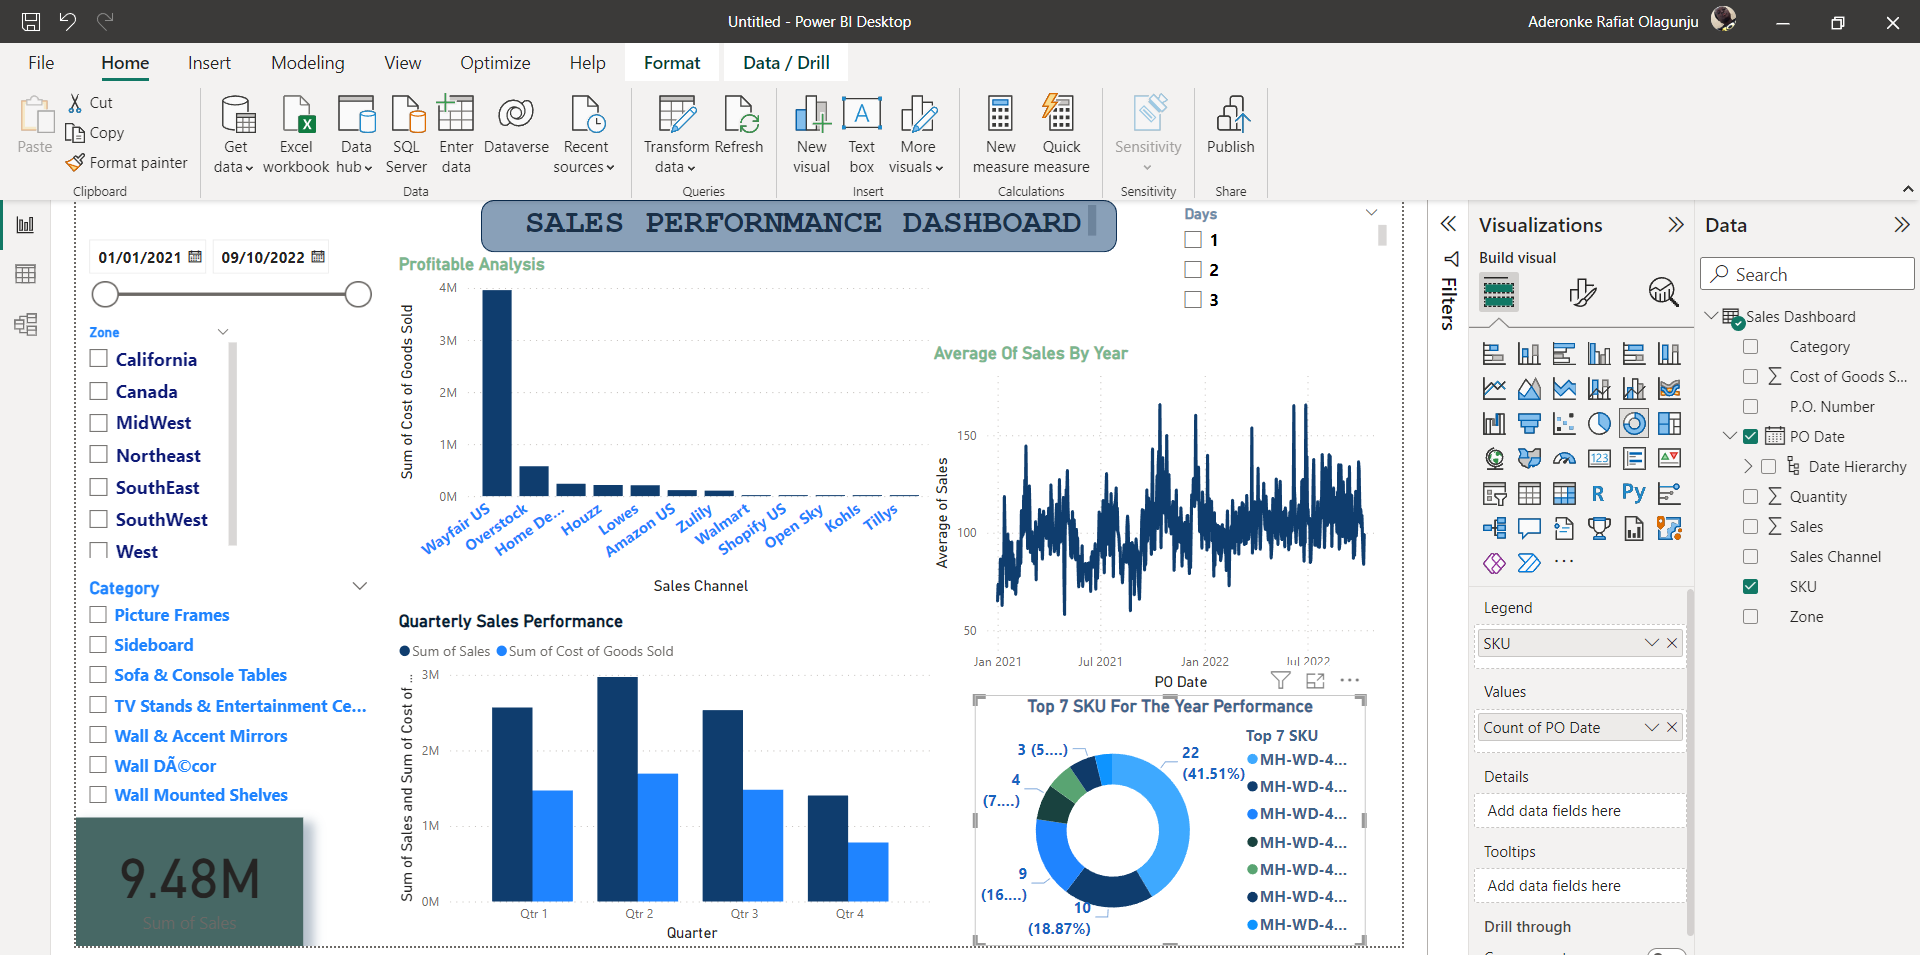 Untitled - Power BI Desktop
Aderonke Rafiat Olagunju
File Home Insert Modeling View Optimize Help Format Data / Drill
Paste
Cut
Copy
Format painter
Clipboard
Get data
Excel workbook
Data hub
SQL Server
Enter data
Dataverse
Recent sources
Data
Transform data
Refresh
Queries
New visual
Text box
More visuals
Insert
New measure
Quick measure
Calculations
Sensitivity
Sensitivity
Publish
Share
SALES PERFORNMANCE DASHBOARD
01/01/2021
09/10/2022
Zone
California
Canada
MidWest
Northeast
SouthEast
SouthWest
West
Category
Picture Frames
Sideboard
Sofa & Console Tables
TV Stands & Entertainment Ce...
Wall & Accent Mirrors
Wall DÃ©cor
Wall Mounted Shelves
9.48M
Sum of Sales
Profitable Analysis
Sum of Cost of Goods Sold
4M
3M
2M
1M
0M
Wayfair US
Overstock
Home De...
Houzz
Lowes
Amazon US
Zulily
Walmart
Shopify US
Open Sky
Kohls
Tillys
Sales Channel
Quarterly Sales Performance
Sum of Sales
Sum of Cost of Goods Sold
Sum of Sales and Sum of Cost of ...
3M
2M
1M
0M
Qtr 1
Qtr 2
Qtr 3
Qtr 4
Quarter
Days
1
2
3
Average Of Sales By Year
Average of Sales
150
100
50
Jan 2021
Jul 2021
Jan 2022
Jul 2022
PO Date
Top 7 SKU For The Year Performance
22
(41.51%)
10
(18.87%)
9
(16....)
4
(7....)
3 (5....)
Top 7 SKU
MH-WD-4...
MH-WD-4...
MH-WD-4...
MH-WD-4...
MH-WD-4...
MH-WD-4...
MH-WD-4...
Filters
Visualizations
Build visual
123
R
Py
Legend
SKU
Values
Count of PO Date
Details
Add data fields here
Tooltips
Add data fields here
Drill through
Data
Search
Sales Dashboard
Category
Cost of Goods S...
P.O. Number
PO Date
Date Hierarchy
Quantity
Sales
Sales Channel
SKU
Zone